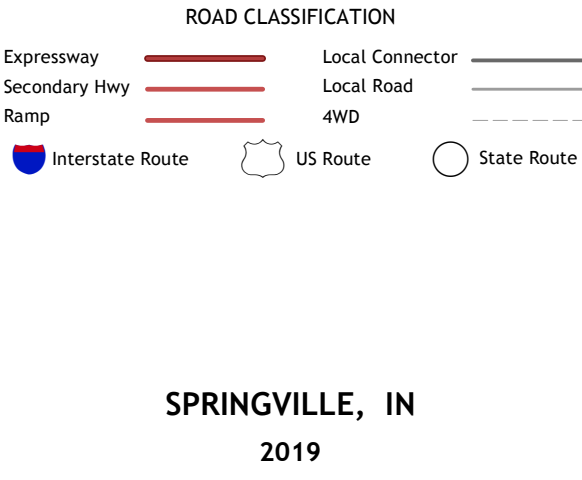 ROAD CLASSIFICATION
Expressway Local Connector
Secondary Hwy Local Road
Ramp 4WD
Interstate Route US Route State Route
SPRINGVILLE, IN
2019